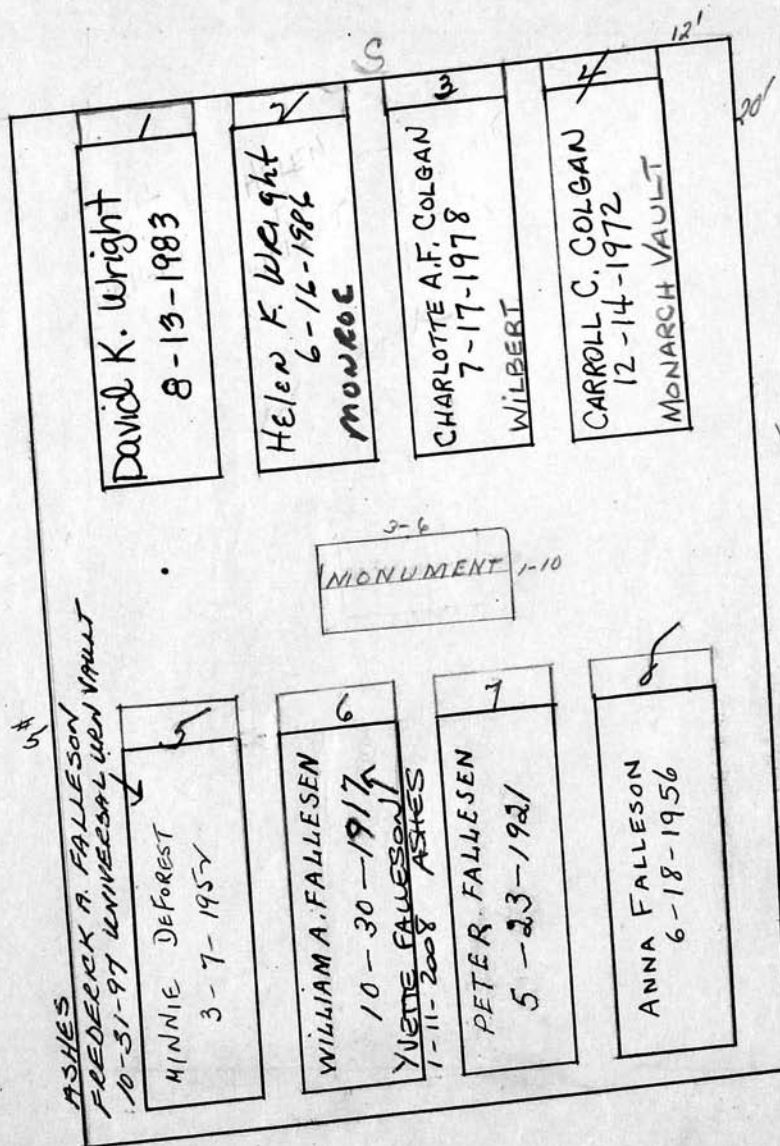 S
12'
20'
1
David K. Wright
8-13-1983
2
Helen F. Wright
6-16-1986
MONROE
3
CHARLOTTE A.F. COLGAN
7-17-1978
WILBERT
4
CARROLL C. COLGAN
12-14-1972
MONARCH VAULT
MONUMENT
3-6
1-10
#5
ASHES
FREDERICK A. FALLESON
10-31-97 UNIVERSAL URN VAULT
5
MINNIE DEFOREST
3-7-1952
6
WILLIAM A. FALLESEN
10-30-1917
YVETTE FALLESON
1-11-2008 ASHES
7
PETER FALLESEN
5-23-1921
8
ANNA FALLESON
6-18-1956